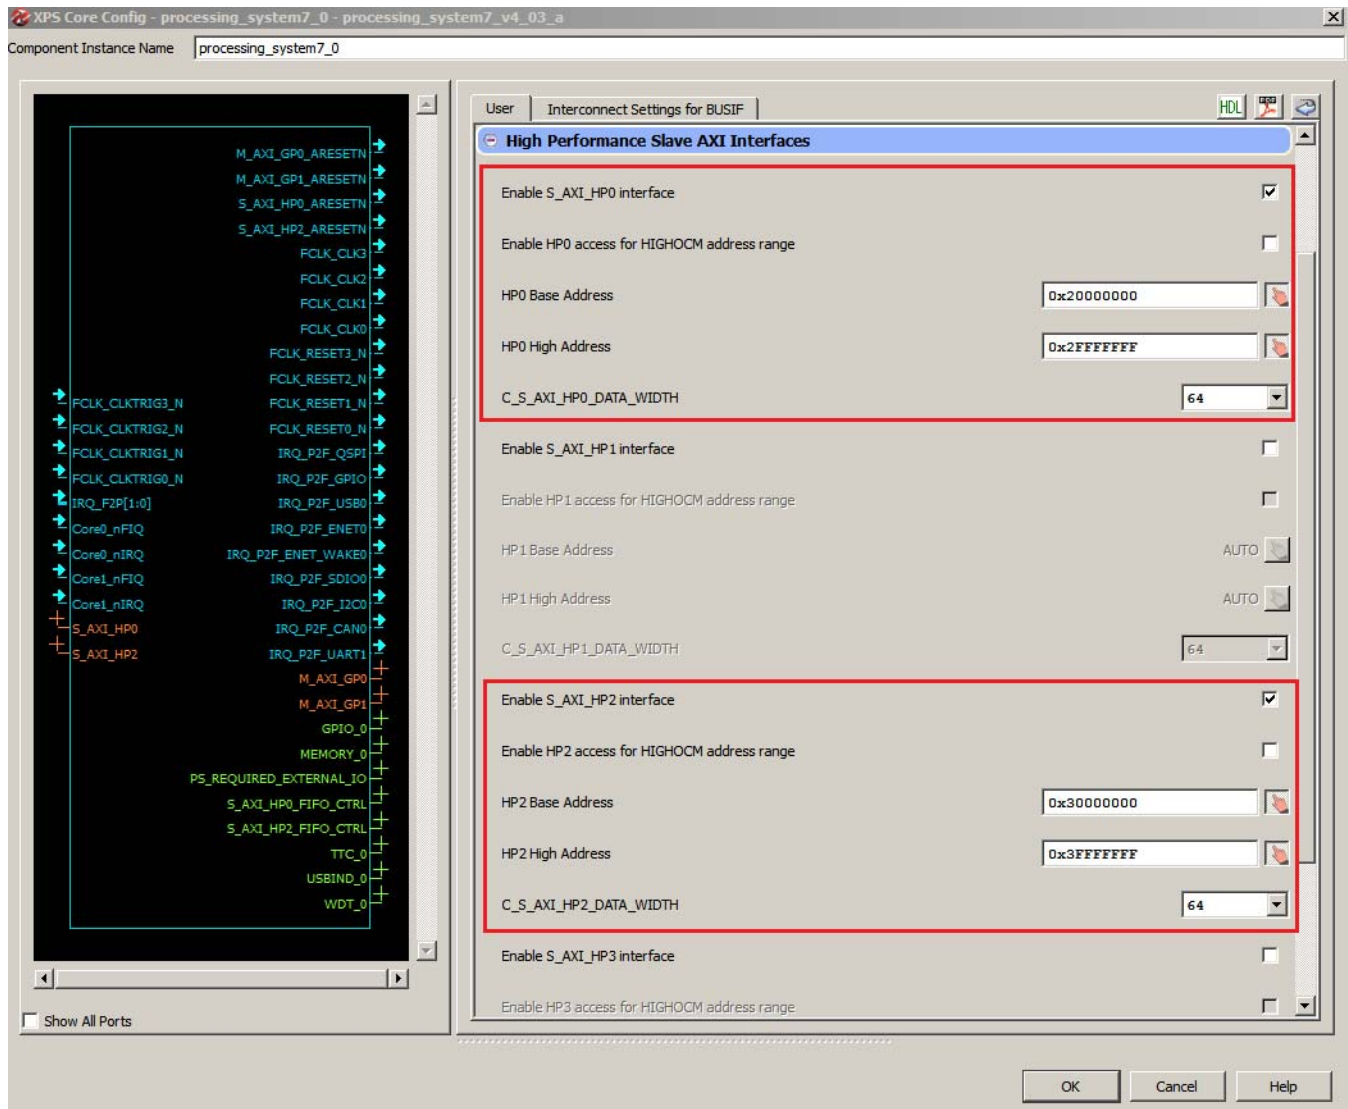 XPS Core Config - processing_system7_0 - processing_system7_v4_03_a
Component Instance Name processing_system7_0
M_AXI_GP0_ARESETN
M_AXI_GP1_ARESETN
S_AXI_HP0_ARESETN
S_AXI_HP2_ARESETN
FCLK_CLK3
FCLK_CLK2
FCLK_CLK1
FCLK_CLK0
FCLK_RESET3_N
FCLK_RESET2_N
FCLK_CLKTRIG3_N FCLK_RESET1_N
FCLK_CLKTRIG2_N FCLK_RESET0_N
FCLK_CLKTRIG1_N IRQ_P2F_QSPI
FCLK_CLKTRIG0_N IRQ_P2F_GPIO
IRQ_F2P[1:0] IRQ_P2F_USB0
Core0_nFIQ IRQ_P2F_ENET0
Core0_nIRQ IRQ_P2F_ENET_WAKE0
Core1_nFIQ IRQ_P2F_SDIO0
Core1_nIRQ IRQ_P2F_I2C0
S_AXI_HP0 IRQ_P2F_CAN0
S_AXI_HP2 IRQ_P2F_UART1
M_AXI_GP0
M_AXI_GP1
GPIO_0
MEMORY_0
PS_REQUIRED_EXTERNAL_IO
S_AXI_HP0_FIFO_CTRL
S_AXI_HP2_FIFO_CTRL
TTC_0
USBIND_0
WDT_0
Show All Ports
User Interconnect Settings for BUSIF HDL PDF
High Performance Slave AXI Interfaces
Enable S_AXI_HP0 interface
Enable HP0 access for HIGHOCM address range
HP0 Base Address 0x20000000
HP0 High Address 0x2FFFFFFF
C_S_AXI_HP0_DATA_WIDTH 64
Enable S_AXI_HP1 interface
Enable HP1 access for HIGHOCM address range
HP1 Base Address AUTO
HP1 High Address AUTO
C_S_AXI_HP1_DATA_WIDTH 64
Enable S_AXI_HP2 interface
Enable HP2 access for HIGHOCM address range
HP2 Base Address 0x30000000
HP2 High Address 0x3FFFFFFF
C_S_AXI_HP2_DATA_WIDTH 64
Enable S_AXI_HP3 interface
Enable HP3 access for HIGHOCM address range
OK Cancel Help